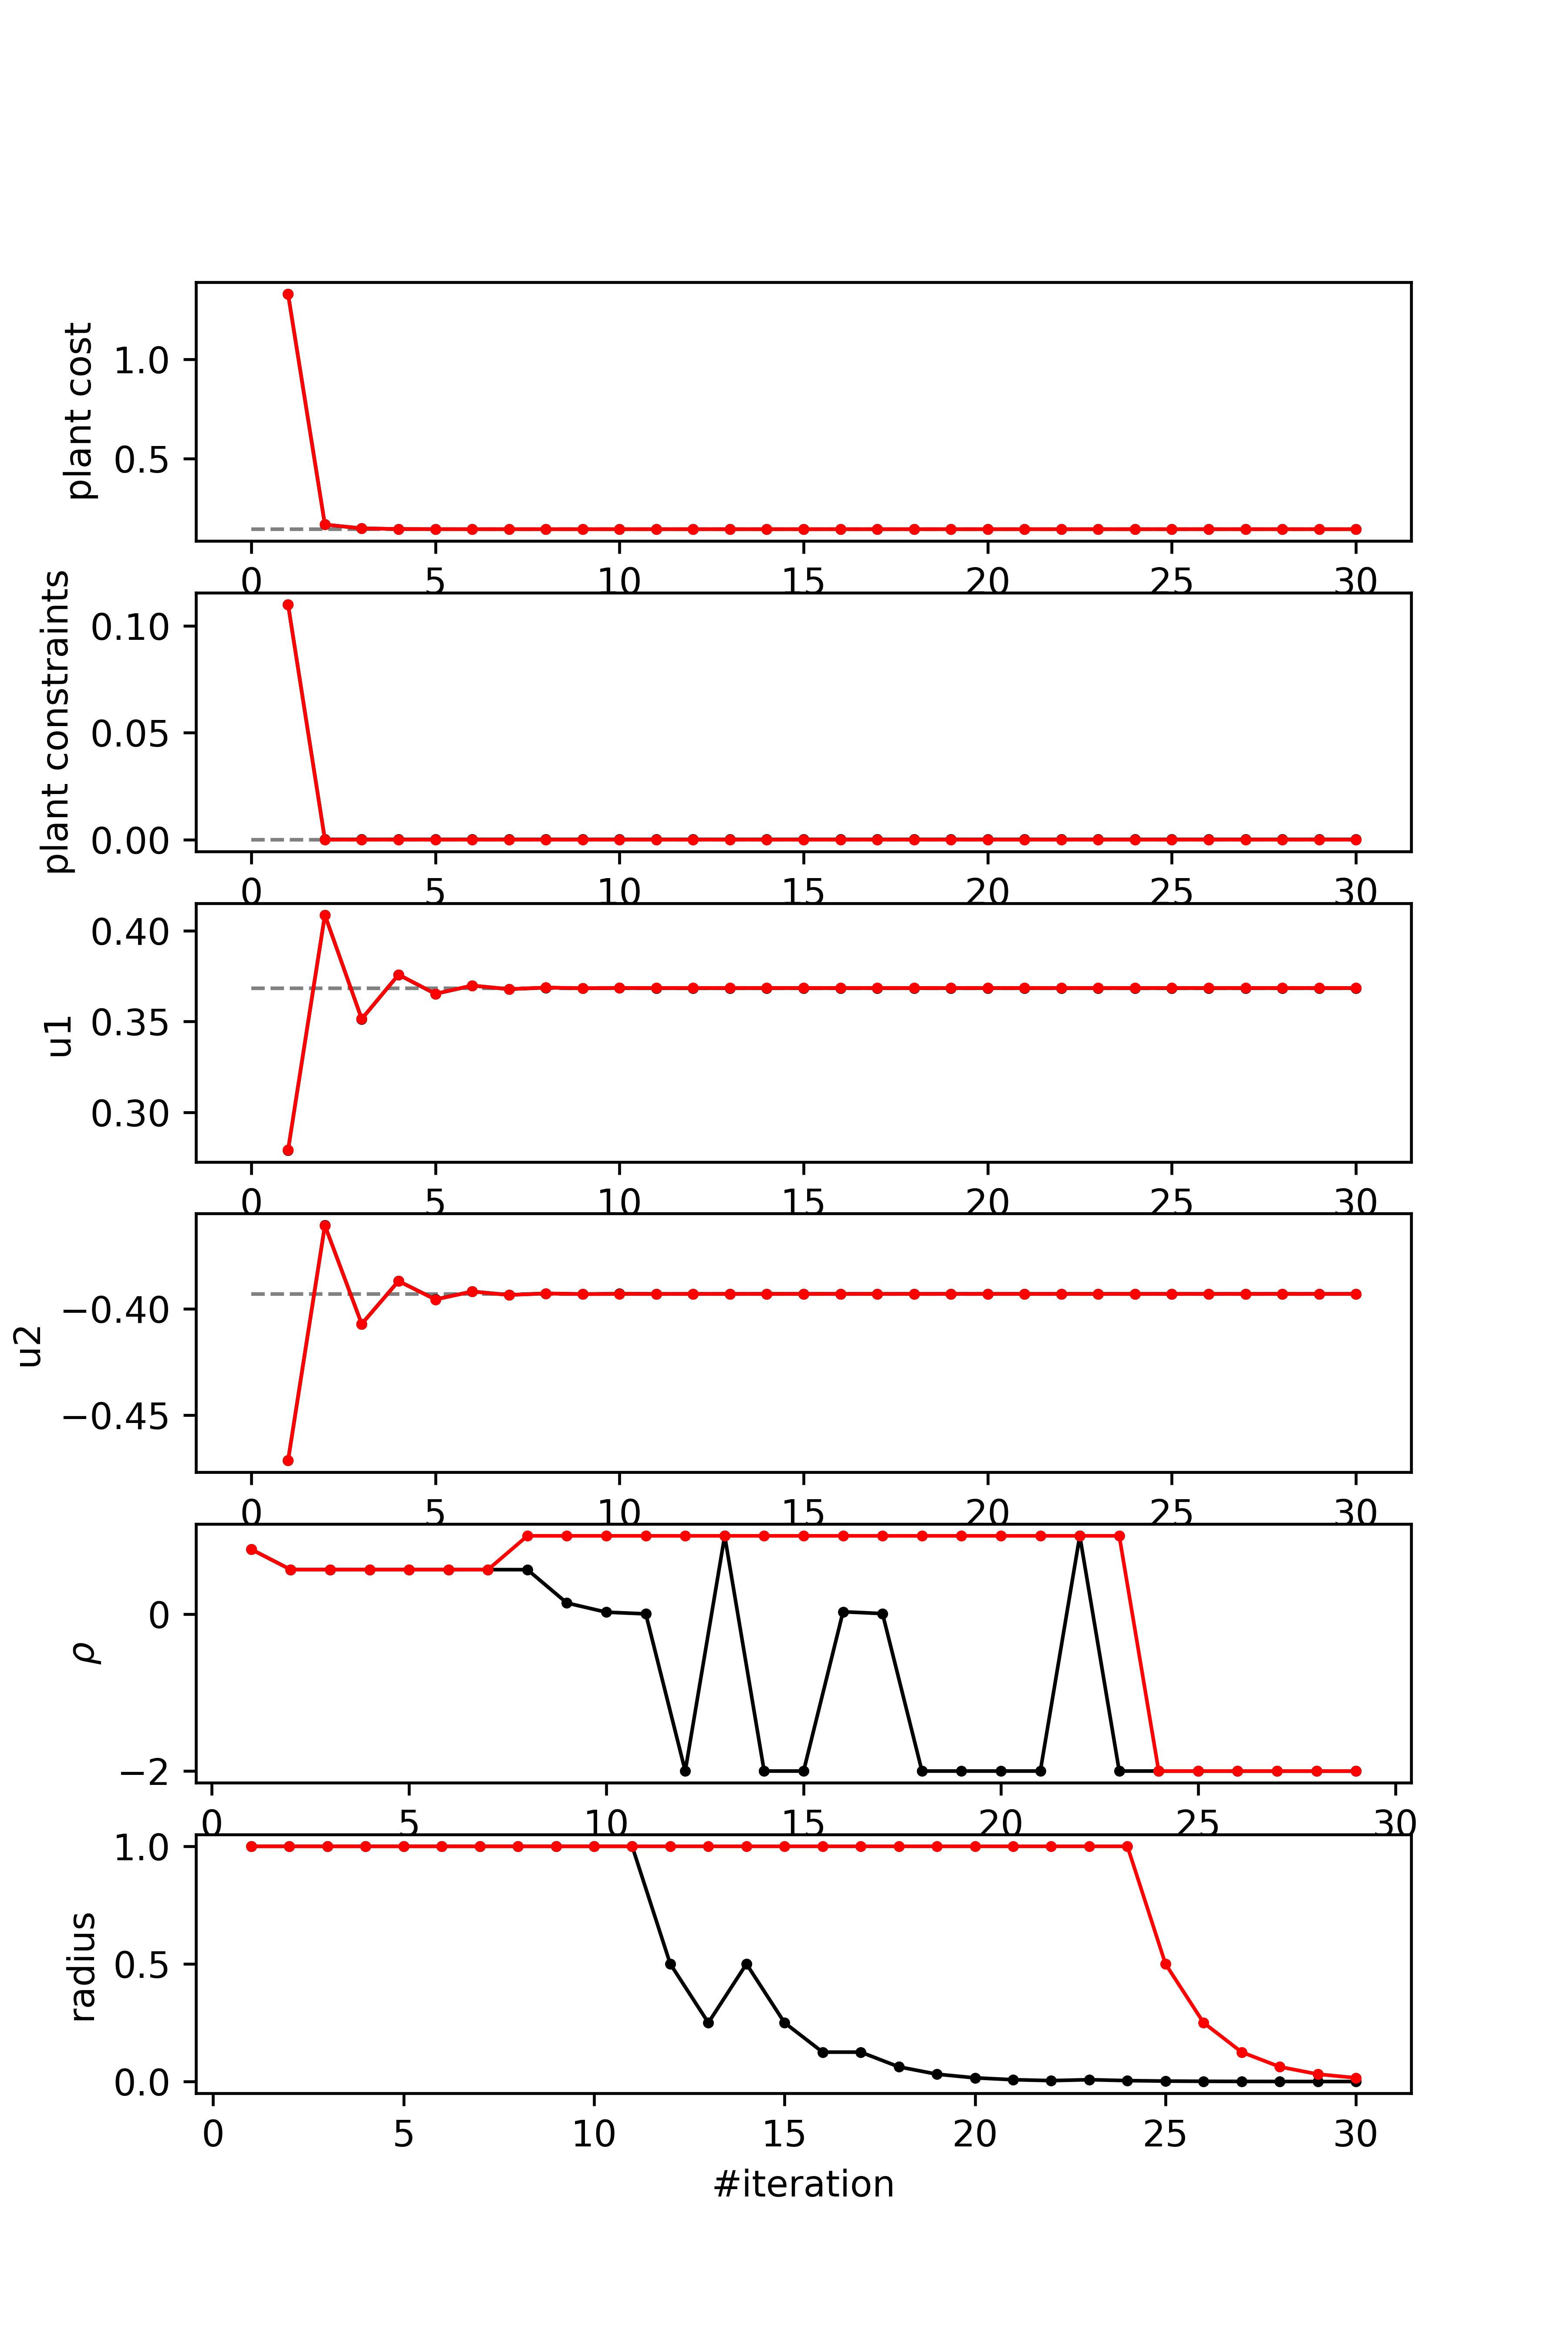 plant cost
1.0
0.5
0 5 10 15 20 25 30
plant constraints
0.10
0.05
0.00
0 5 10 15 20 25 30
u1
0.40
0.35
0.30
0 5 10 15 20 25 30
u2
−0.40
−0.45
0 5 10 15 20 25 30
ρ
0
−2
0 5 10 15 20 25 30
radius
1.0
0.5
0.0
0 5 10 15 20 25 30
#iteration